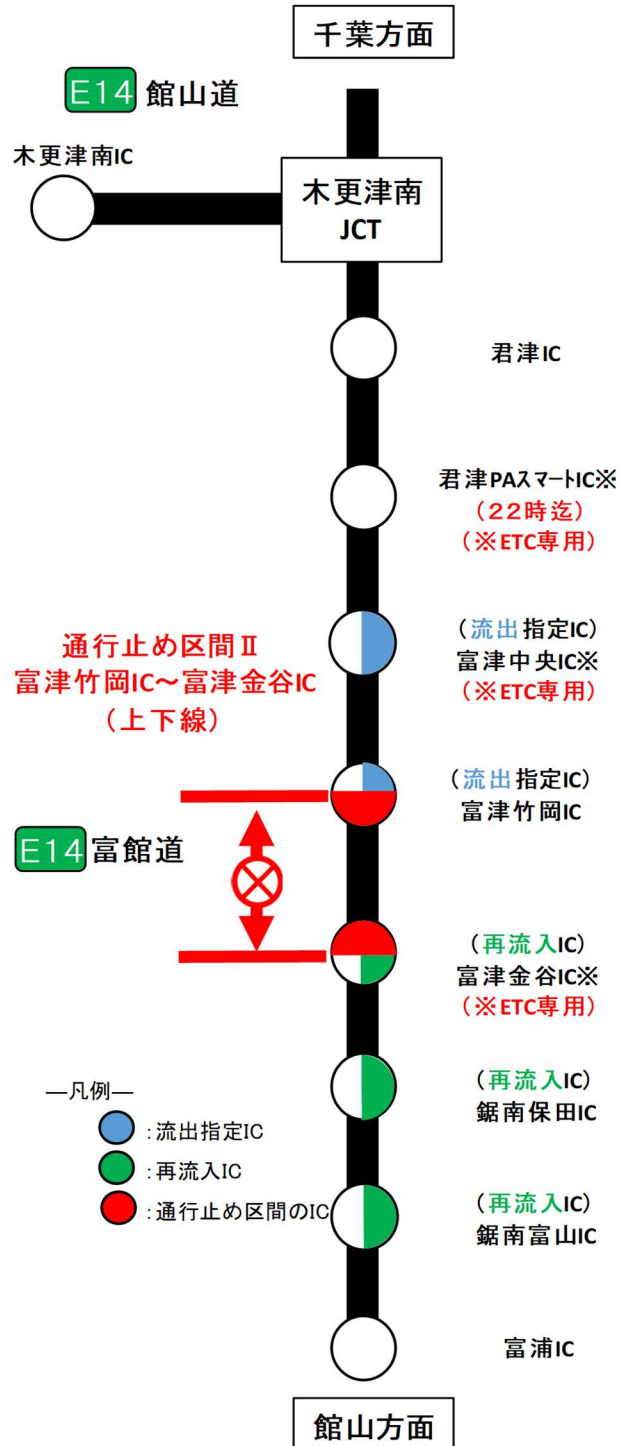 千葉方面
E14 館山道
木更津南IC
木更津南
JCT
君津IC
君津PAスマートIC※
(22時迄)
(※ETC専用)
通行止め区間Ⅱ
富津竹岡IC～富津金谷IC
(上下線)
(流出指定IC)
富津中央IC※
(※ETC専用)
(流出指定IC)
富津竹岡IC
E14 富館道
(再流入IC)
富津金谷IC※
(※ETC専用)
(再流入IC)
鋸南保田IC
―凡例―
:流出指定IC
:再流入IC
:通行止め区間のIC
(再流入IC)
鋸南富山IC
富浦IC
館山方面